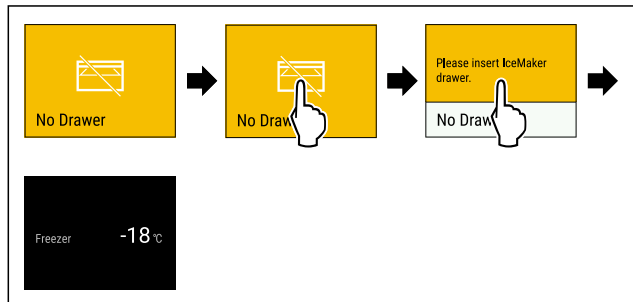 No Drawer
No Draw
Please insert IceMaker
drawer.
No Draw
Freezer -18 °C